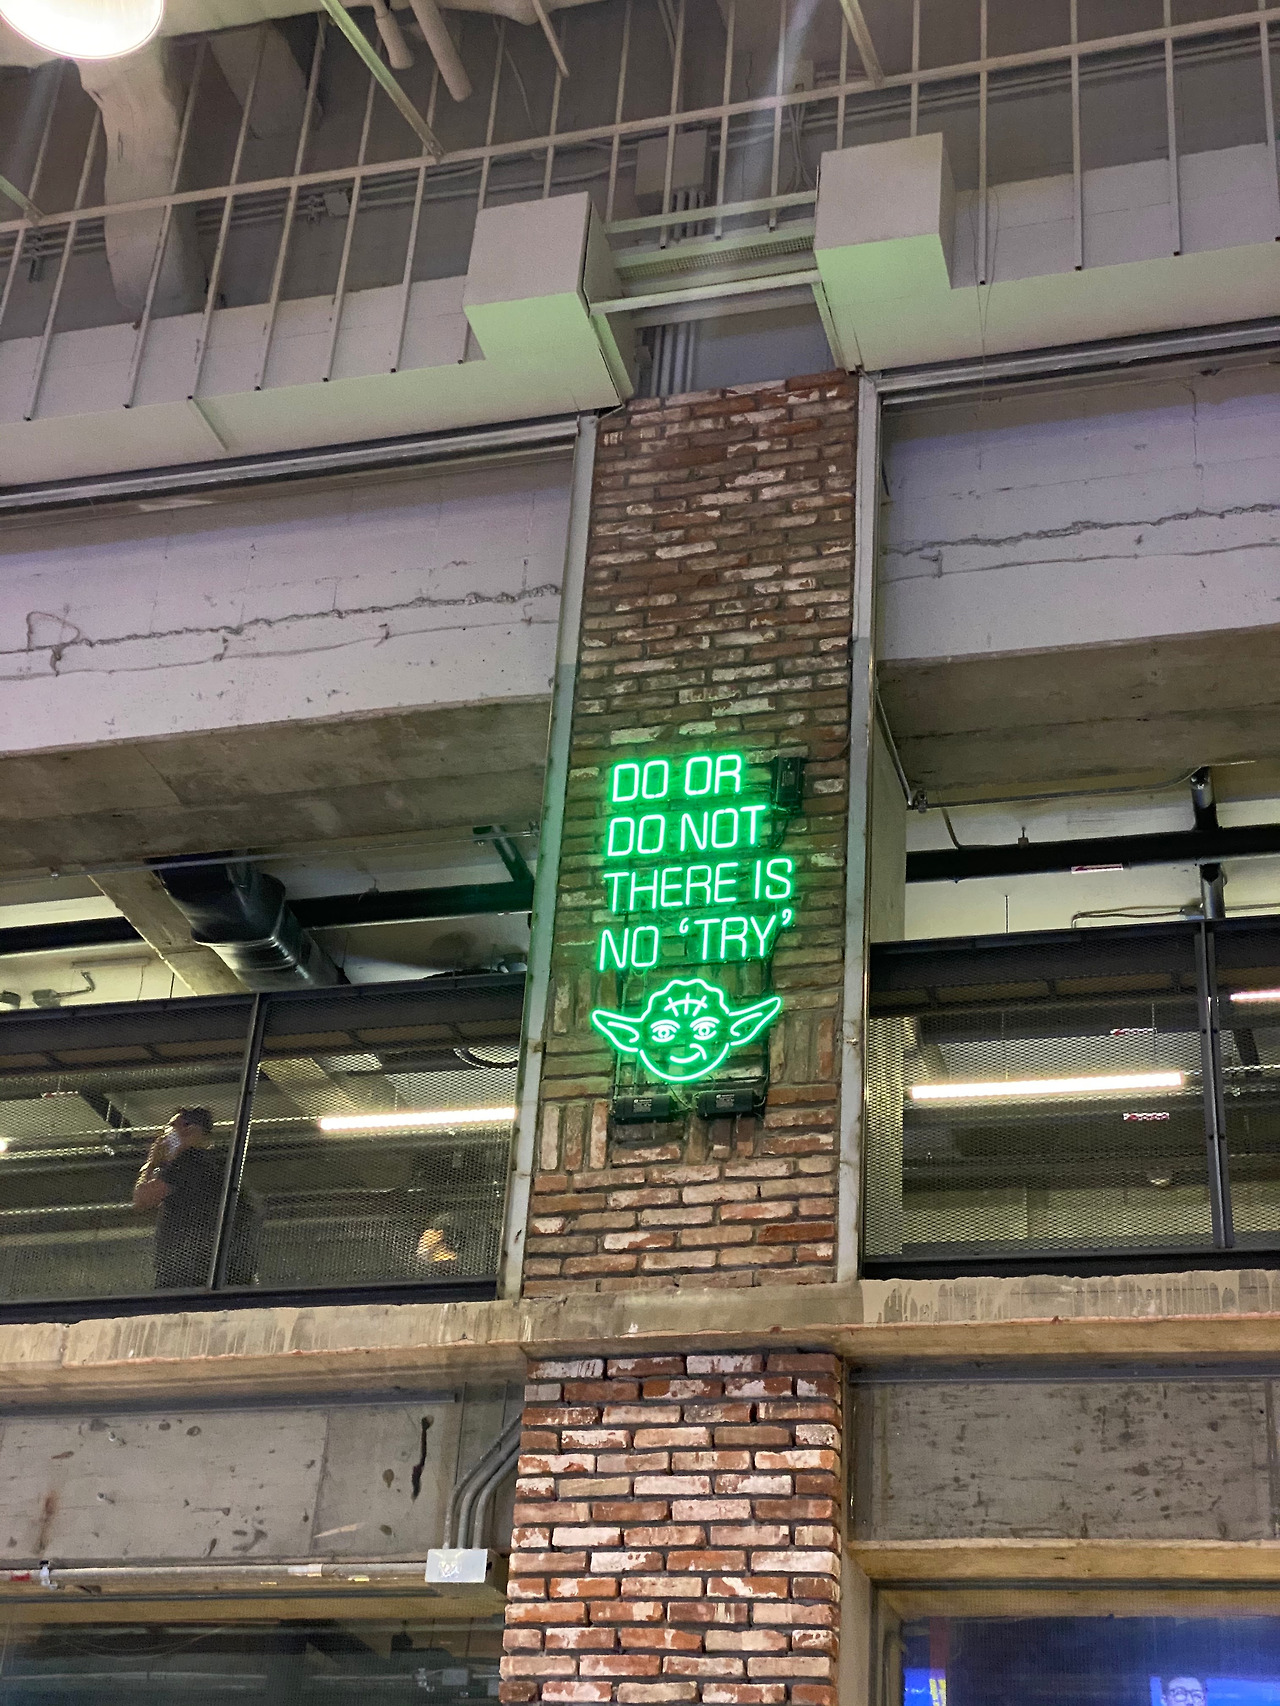 DO OR
DO NOT
THERE IS
NO ‘TRY’